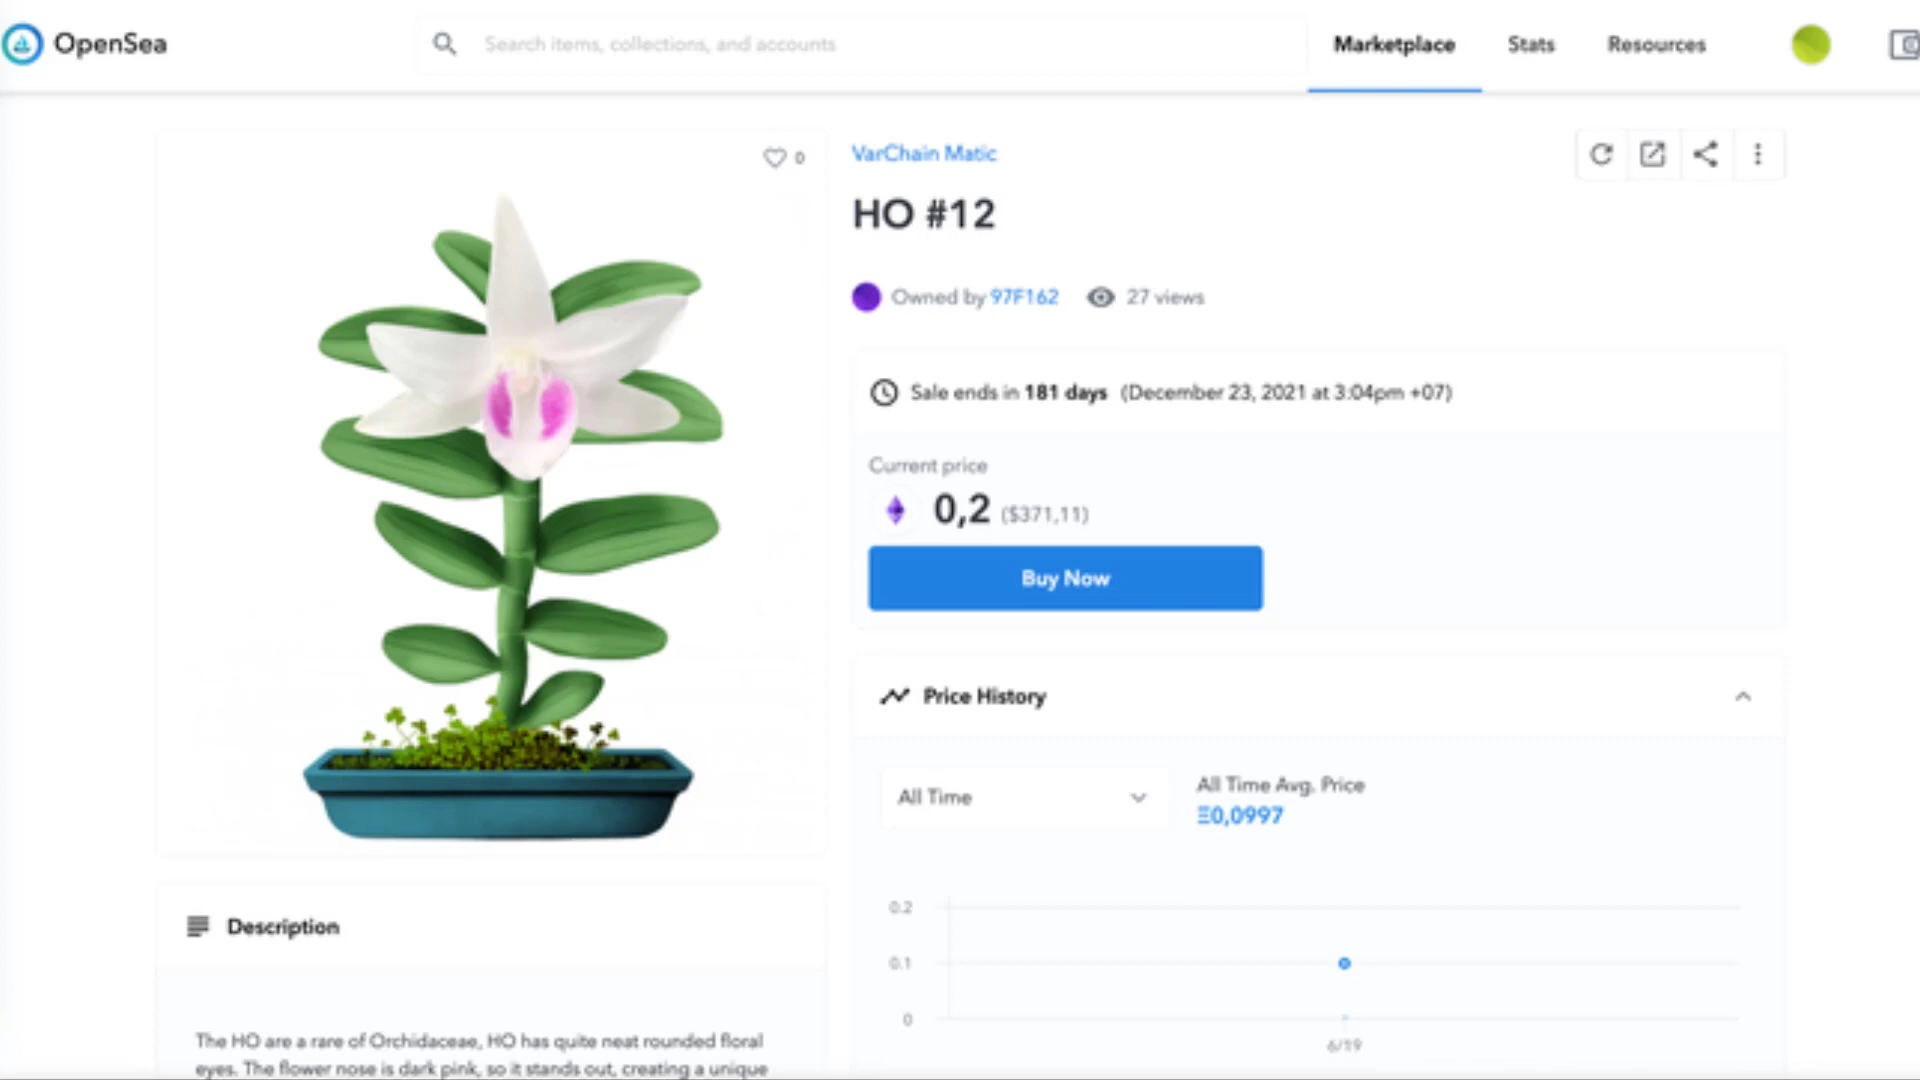 OpenSea
Search items, collections, and accounts
Marketplace
Stats
Resources
0
VarChain Matic
HO #12
Owned by 97F162
27 views
Sale ends in 181 days (December 23, 2021 at 3:04pm +07)
Current price
0,2 ($371,11)
Buy Now
Price History
All Time
All Time Avg. Price
Ξ0,0997
0.2
0.1
0
6/19
Description
The HO are a rare of Orchidaceae, HO has quite neat rounded floral
eyes. The flower nose is dark pink, so it stands out, creating a unique